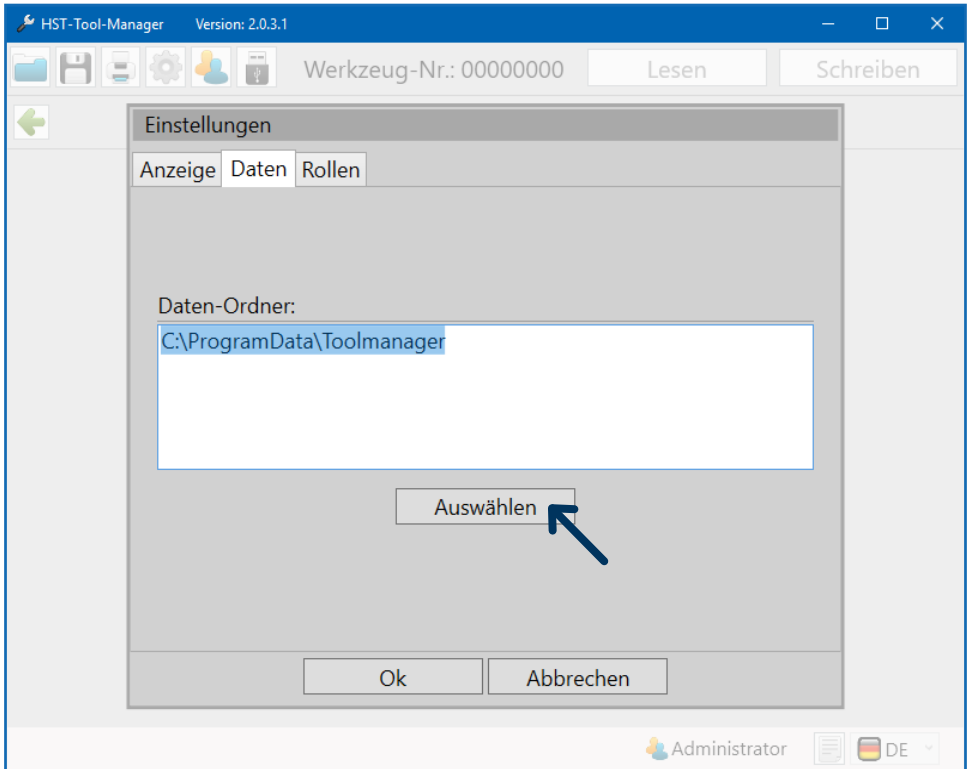 HST-Tool-Manager Version: 2.0.3.1
Werkzeug-Nr.: 00000000 Lesen Schreiben
Einstellungen
Anzeige Daten Rollen
Daten-Ordner:
C:\ProgramData\Toolmanager
Auswählen
Ok Abbrechen
Administrator DE